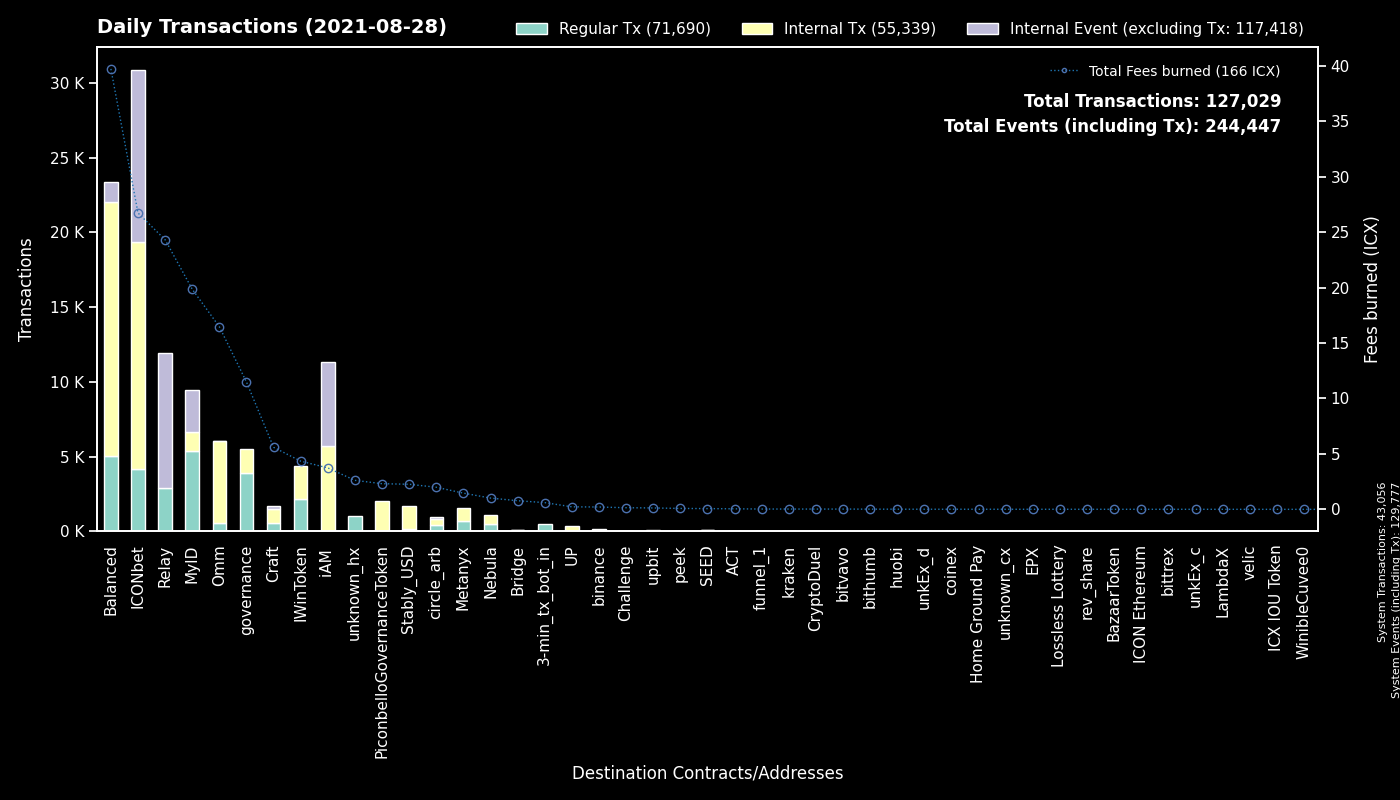 Daily Transactions (2021-08-28)
Regular Tx (71,690)
Internal Tx (55,339)
Internal Event (excluding Tx: 117,418)
Total Fees burned (166 ICX)
Total Transactions: 127,029
Total Events (including Tx): 244,447
Transactions
30 K
25 K
20 K
15 K
10 K
5 K
0 K
Fees burned (ICX)
40
35
30
25
20
15
10
5
0
Balanced
ICONbet
Relay
MyID
Omm
governance
Craft
IWinToken
iAM
unknown_hx
PiconbelloGovernanceToken
Stably_USD
circle_arb
Metanyx
Nebula
Bridge
3-min_tx_bot_in
UP
binance
Challenge
upbit
peek
SEED
ACT
funnel_1
kraken
CryptoDuel
bitvavo
bithumb
huobi
unkEx_d
coinex
Home Ground Pay
unknown_cx
EPX
Lossless Lottery
rev_share
BazaarToken
ICON Ethereum
bittrex
unkEx_c
LambdaX
velic
ICX IOU Token
WinibleCuvee0
Destination Contracts/Addresses
System Transactions: 43,056
System Events (including Tx): 129,777